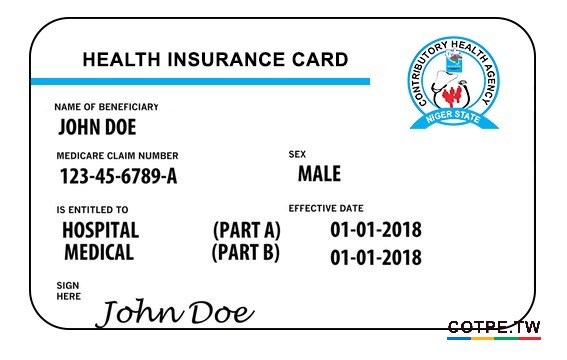 HEALTH INSURANCE CARD
CONTRIBUTORY HEALTH AGENCY
NIGER STATE
NAME OF BENEFICIARY
JOHN DOE
MEDICARE CLAIM NUMBER
SEX
123-45-6789-A
MALE
IS ENTITLED TO
EFFECTIVE DATE
HOSPITAL (PART A) 01-01-2018
MEDICAL (PART B) 01-01-2018
SIGN
HERE
John Doe
COTPE.TW